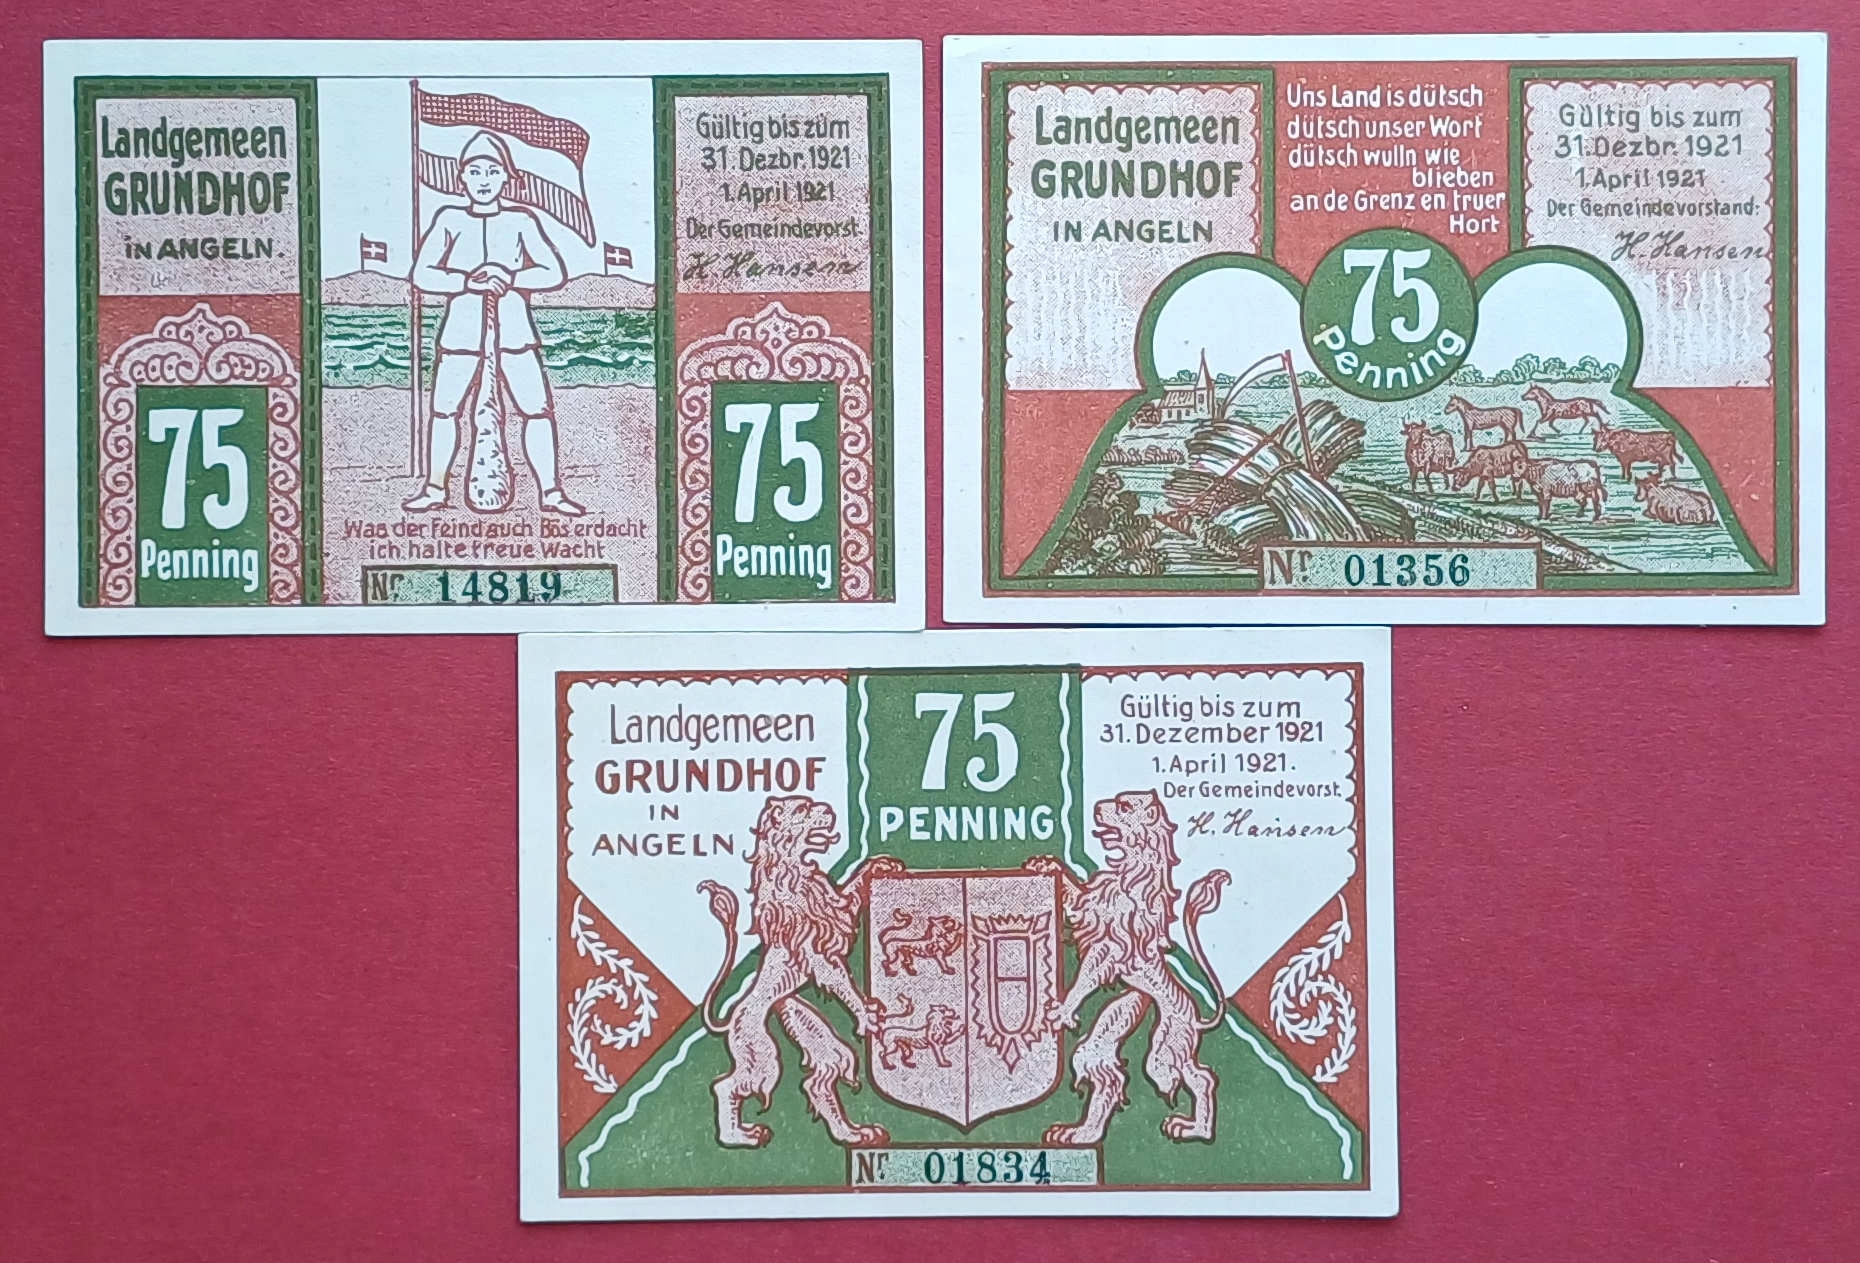 Landgemeen
GRUNDHOF
in ANGELN.
Gültig bis zum
31. Dezbr. 1921
1. April 1921
Der Gemeindevorst.
H Hansen
75
Penning
75
Penning
Was der Feind auch Bös erdacht
ich halte treue Wacht
Nr. 14819
Landgemeen
GRUNDHOF
IN ANGELN
Uns Land is dütsch
dütsch unser Wort
dütsch wulln wie
blieben
an de Grenz en truer
Hort
Gültig bis zum
31. Dezbr. 1921
1. April 1921
Der Gemeindevorstand:
H. Hansen
75
Penning
Nr 01356
Landgemeen
GRUNDHOF
IN
ANGELN
75
PENNING
Gültig bis zum
31. Dezember 1921
1. April 1921.
Der Gemeindevorst.
H. Hansen
Nr 01834